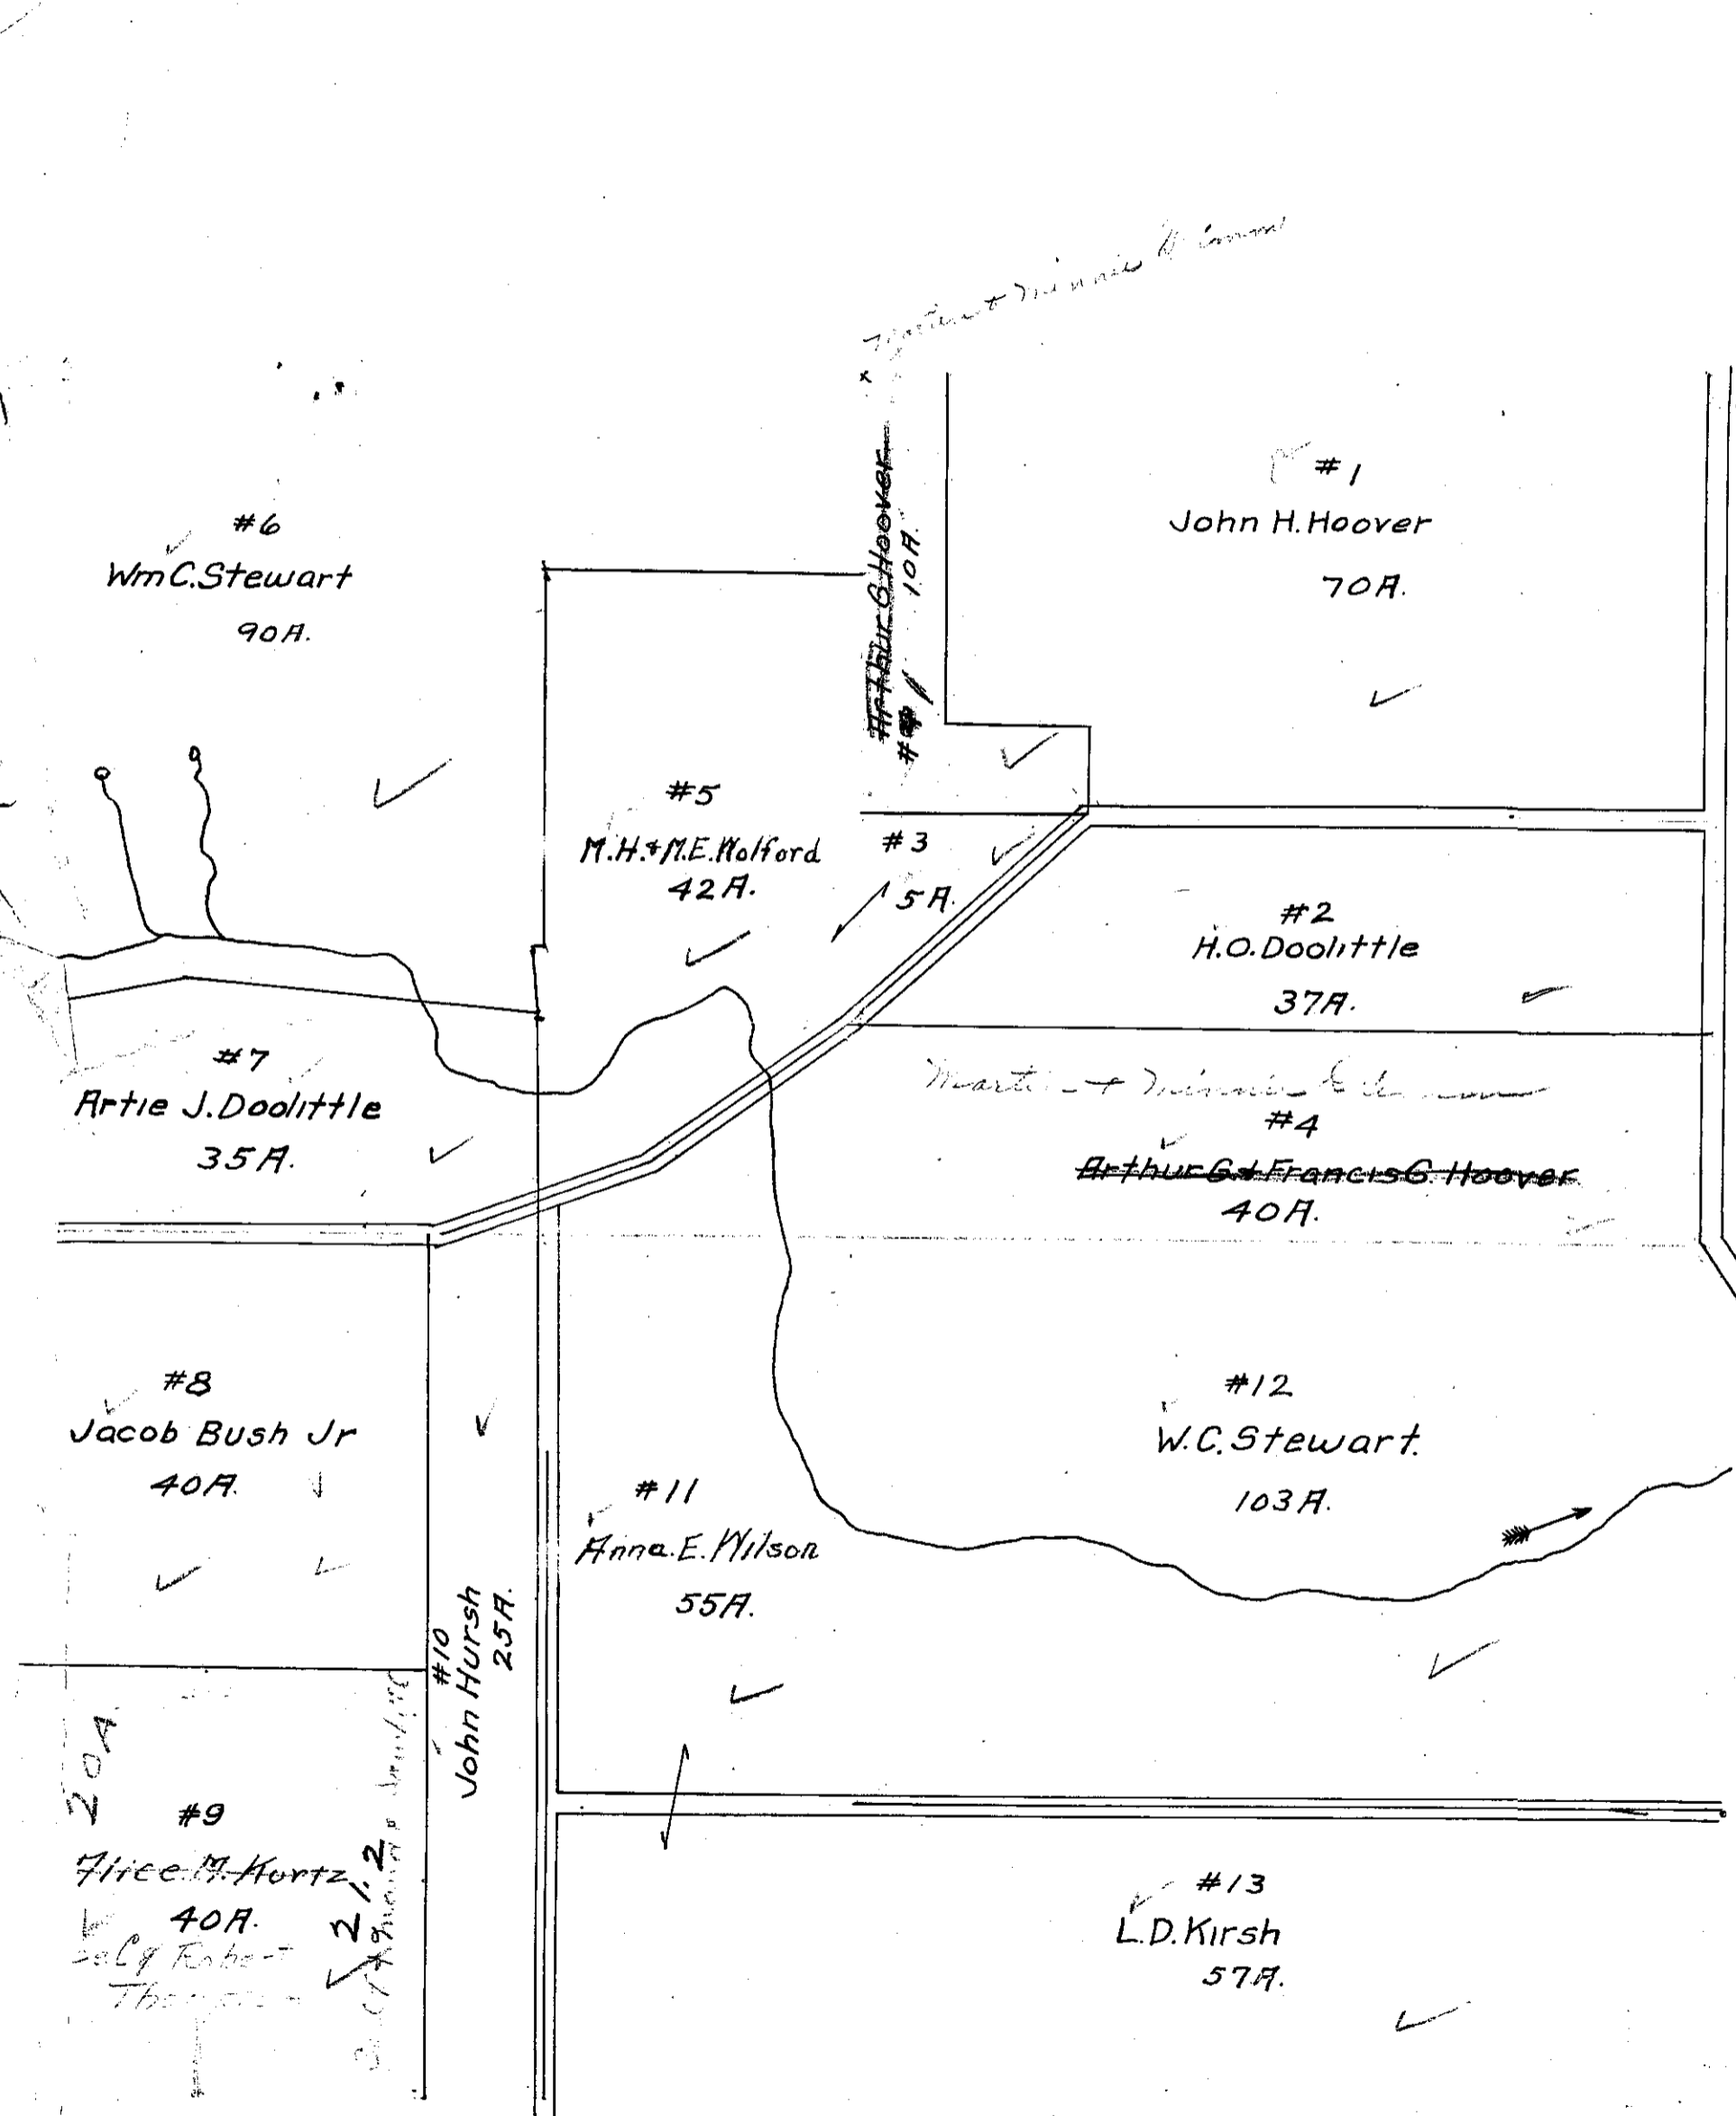 #1
John H. Hoover
70A.
#6
Wm C. Stewart
90A.
Arthur G Hoover
10A.
#5
M.H. & M.E. Wolford
42A.
#3
5A.
#2
H.O. Doolittle
37A.
#7
Artie J. Doolittle
35A.
Minnie
#4
Arthur G. & Francis G. Hoover
40A.
#8
Jacob Bush Jr
40A.
#12
W.C. Stewart.
103A.
#11
Anna. E. Wilson
55A.
#10
John Hursh
25A.
20A
#9
Alice M. Kurtz
40A.
21.2
#13
L.D. Kirsh
57A.